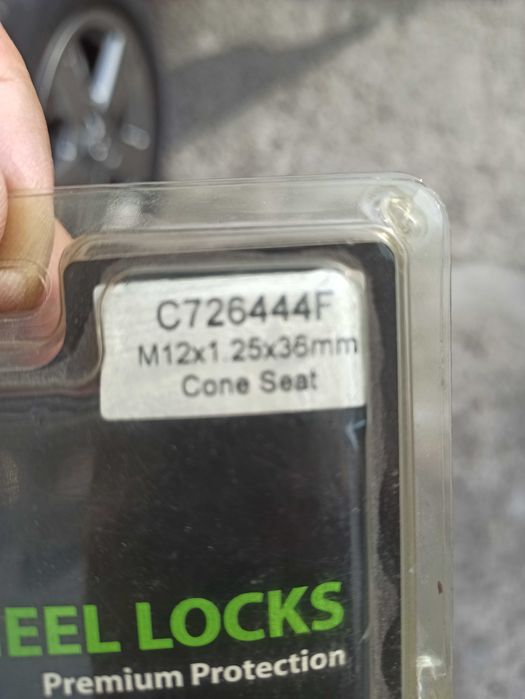 C726444F
M12x1.25x36mm
Cone Seat
EEL LOCKS
Premium Protection